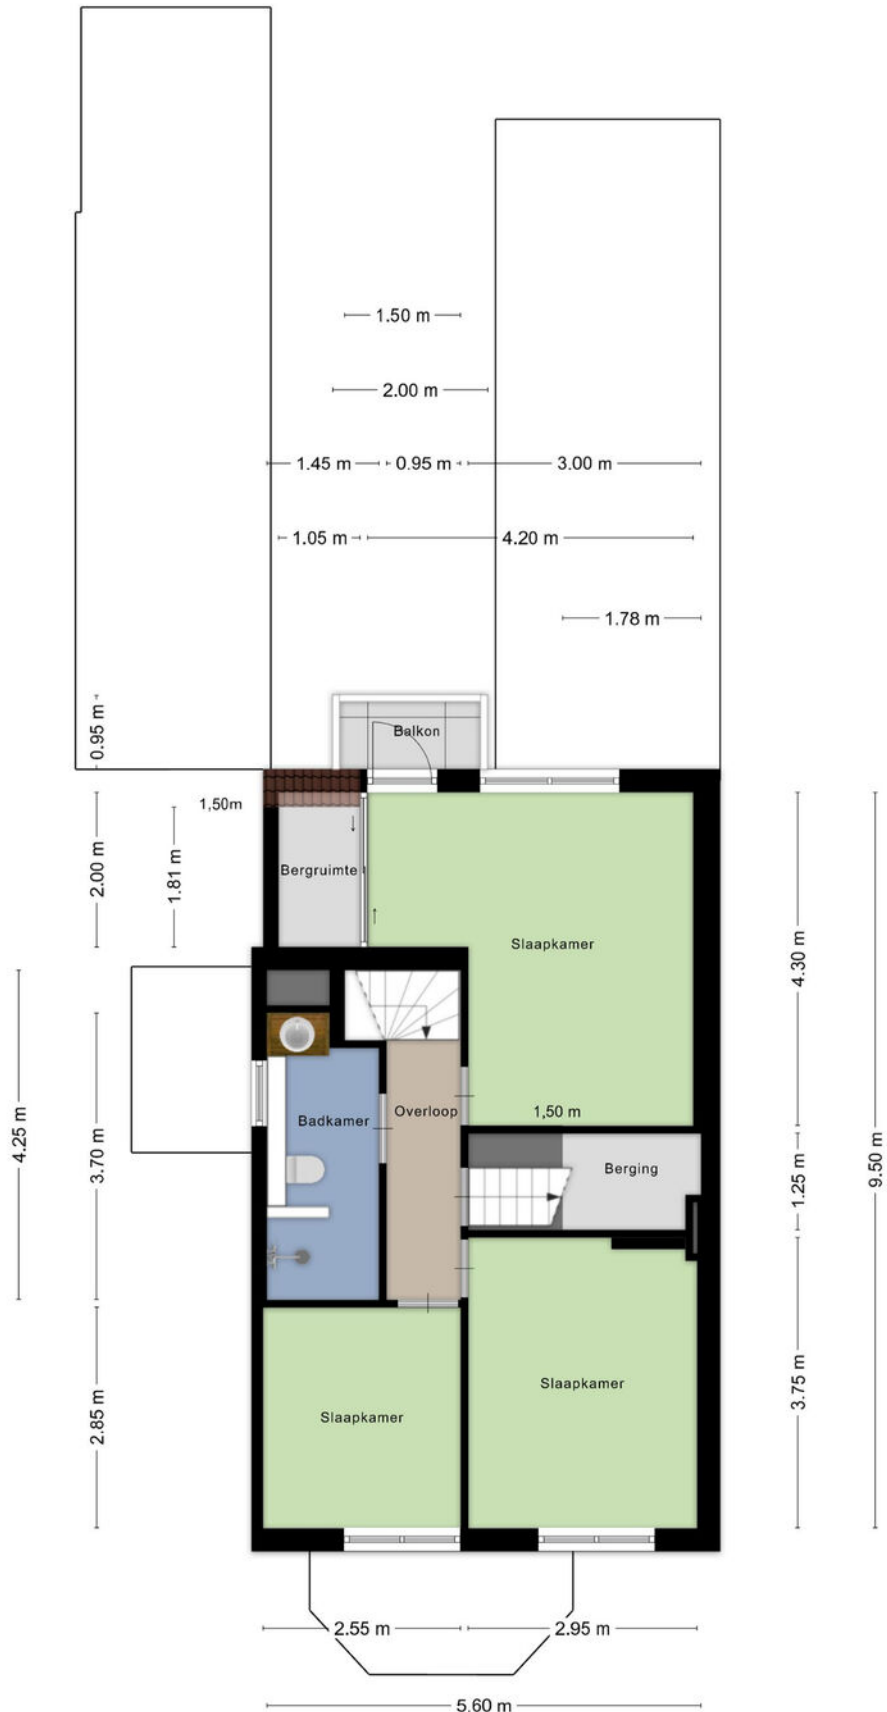 1.50 m
2.00 m
1.45 m
0.95 m
3.00 m
1.05 m
4.20 m
1.78 m
0.95 m
Balkon
1,50m
2.00 m
1.81 m
Bergruimte
Slaapkamer
4.30 m
4.25 m
3.70 m
Badkamer
Overloop
1,50 m
Berging
1.25 m
9.50 m
Slaapkamer
3.75 m
2.85 m
Slaapkamer
2.55 m
2.95 m
5.60 m